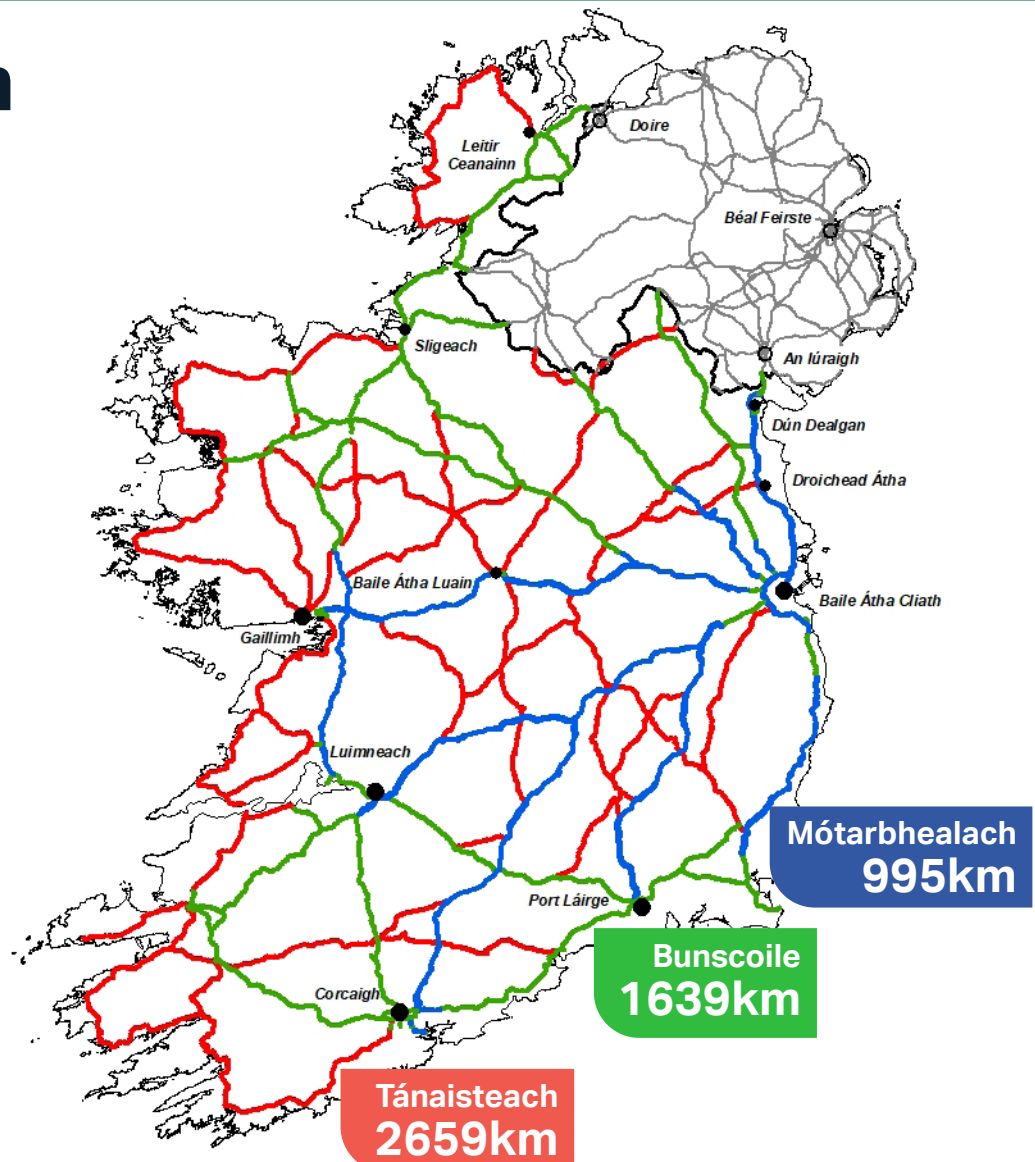 Doire
Leitir
Ceanainn
Béal Feirste
Sligeach
An Iúraigh
Dún Dealgan
Droichead Átha
Baile Átha Luain
Baile Átha Cliath
Gaillimh
Luimneach
Mótarbhealach
995km
Port Láirge
Bunscoile
1639km
Corcaigh
Tánaisteach
2659km